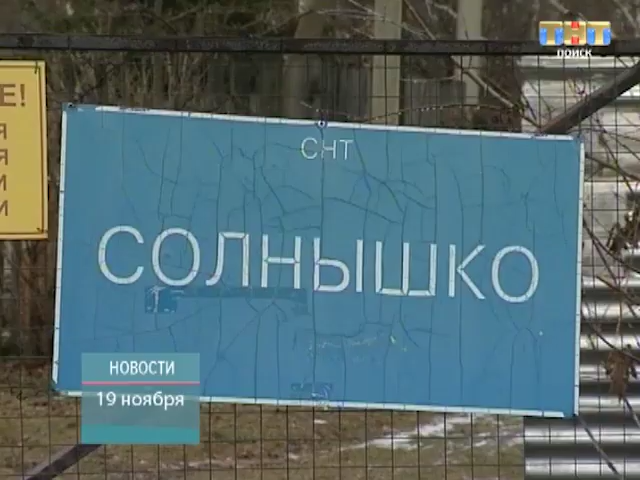 ТНТ
ПОИСК
Е!
Я
Я
И
И
СНТ
СОЛНЫШКО
НОВОСТИ
19 ноября